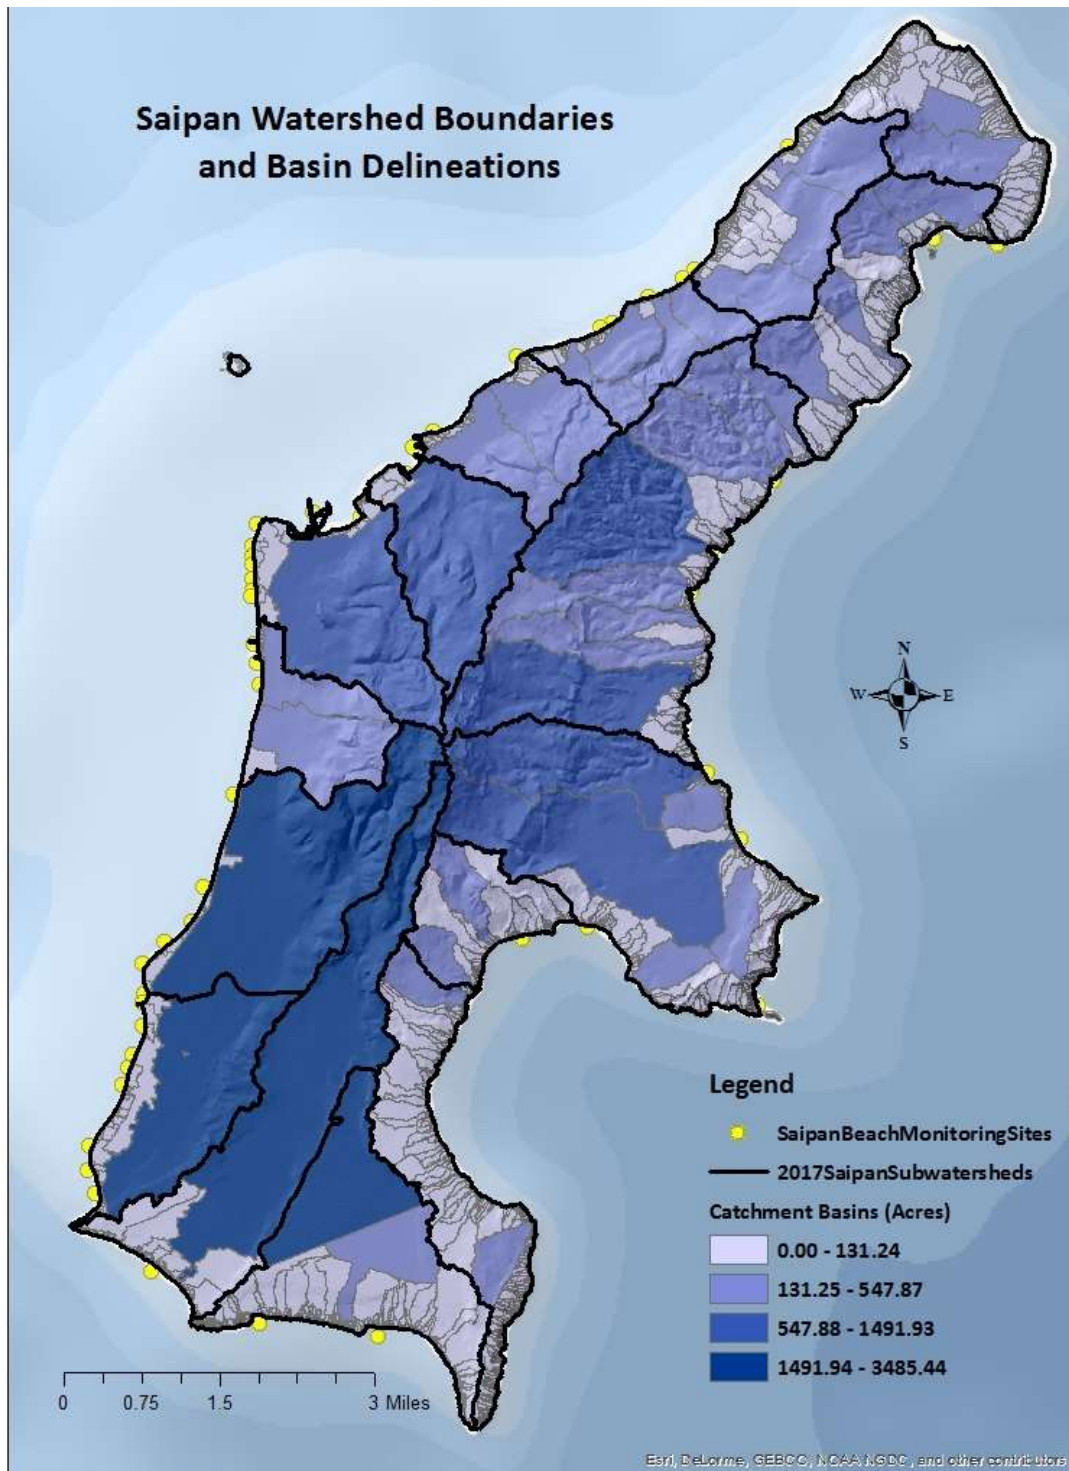 Saipan Watershed Boundaries
and Basin Delineations
N
W
E
S
Legend
SaipanBeachMonitoringSites
2017SaipanSubwatersheds
Catchment Basins (Acres)
0.00 - 131.24
131.25 - 547.87
547.88 - 1491.93
1491.94 - 3485.44
0 0.75 1.5 3 Miles
Esri, DeLorme, GEBCO, NOAA NGDC, and other contributors